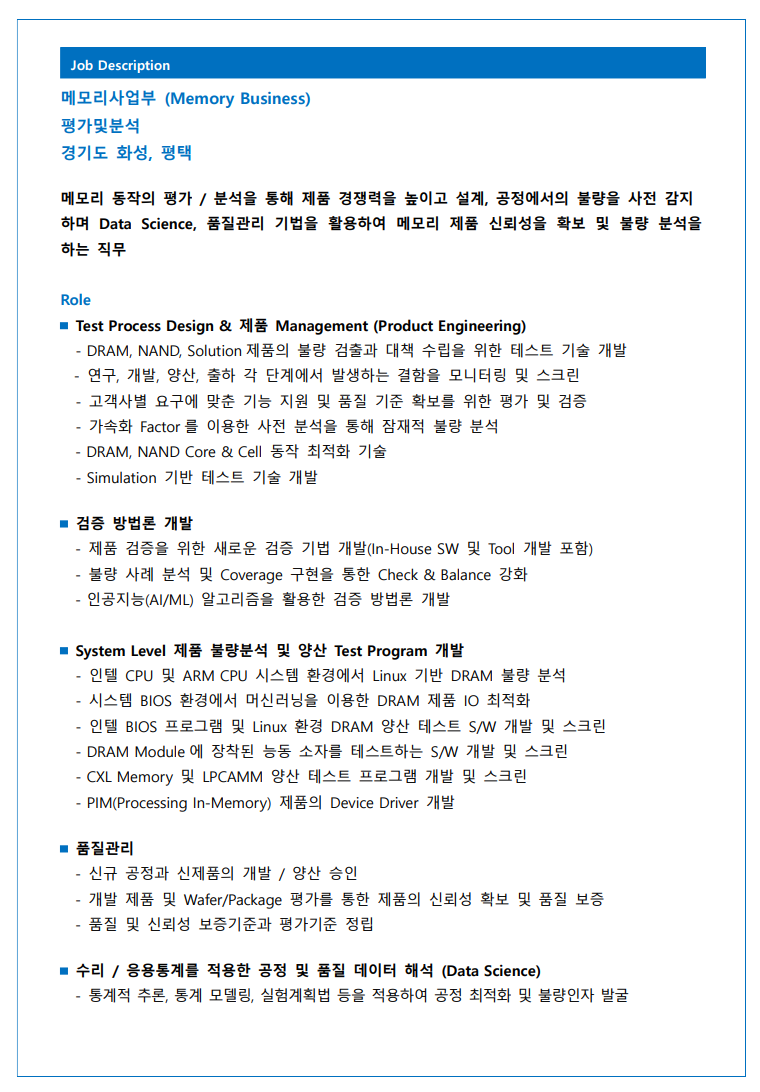 Job Description
메모리사업부 (Memory Business)
평가및분석
경기도 화성, 평택
메모리 동작의 평가 / 분석을 통해 제품 경쟁력을 높이고 설계, 공정에서의 불량을 사전 감지
하며 Data Science, 품질관리 기법을 활용하여 메모리 제품 신뢰성을 확보 및 불량 분석을
하는 직무
Role
■ Test Process Design & 제품 Management (Product Engineering)
- DRAM, NAND, Solution 제품의 불량 검출과 대책 수립을 위한 테스트 기술 개발
- 연구, 개발, 양산, 출하 각 단계에서 발생하는 결함을 모니터링 및 스크린
- 고객사별 요구에 맞춘 기능 지원 및 품질 기준 확보를 위한 평가 및 검증
- 가속화 Factor 를 이용한 사전 분석을 통해 잠재적 불량 분석
- DRAM, NAND Core & Cell 동작 최적화 기술
- Simulation 기반 테스트 기술 개발
■ 검증 방법론 개발
- 제품 검증을 위한 새로운 검증 기법 개발(In-House SW 및 Tool 개발 포함)
- 불량 사례 분석 및 Coverage 구현을 통한 Check & Balance 강화
- 인공지능(AI/ML) 알고리즘을 활용한 검증 방법론 개발
■ System Level 제품 불량분석 및 양산 Test Program 개발
- 인텔 CPU 및 ARM CPU 시스템 환경에서 Linux 기반 DRAM 불량 분석
- 시스템 BIOS 환경에서 머신러닝을 이용한 DRAM 제품 IO 최적화
- 인텔 BIOS 프로그램 및 Linux 환경 DRAM 양산 테스트 S/W 개발 및 스크린
- DRAM Module 에 장착된 능동 소자를 테스트하는 S/W 개발 및 스크린
- CXL Memory 및 LPCAMM 양산 테스트 프로그램 개발 및 스크린
- PIM(Processing In-Memory) 제품의 Device Driver 개발
■ 품질관리
- 신규 공정과 신제품의 개발 / 양산 승인
- 개발 제품 및 Wafer/Package 평가를 통한 제품의 신뢰성 확보 및 품질 보증
- 품질 및 신뢰성 보증기준과 평가기준 정립
■ 수리 / 응용통계를 적용한 공정 및 품질 데이터 해석 (Data Science)
- 통계적 추론, 통계 모델링, 실험계획법 등을 적용하여 공정 최적화 및 불량인자 발굴